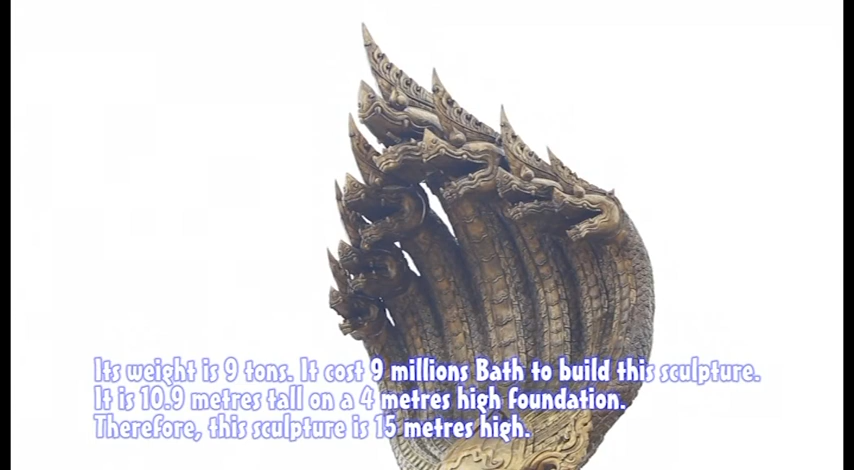 Its weight is 9 tons. It cost 9 millions Bath to build this sculpture.
It is 10.9 metres tall on a 4 metres high foundation.
Therefore, this sculpture is 15 metres high.